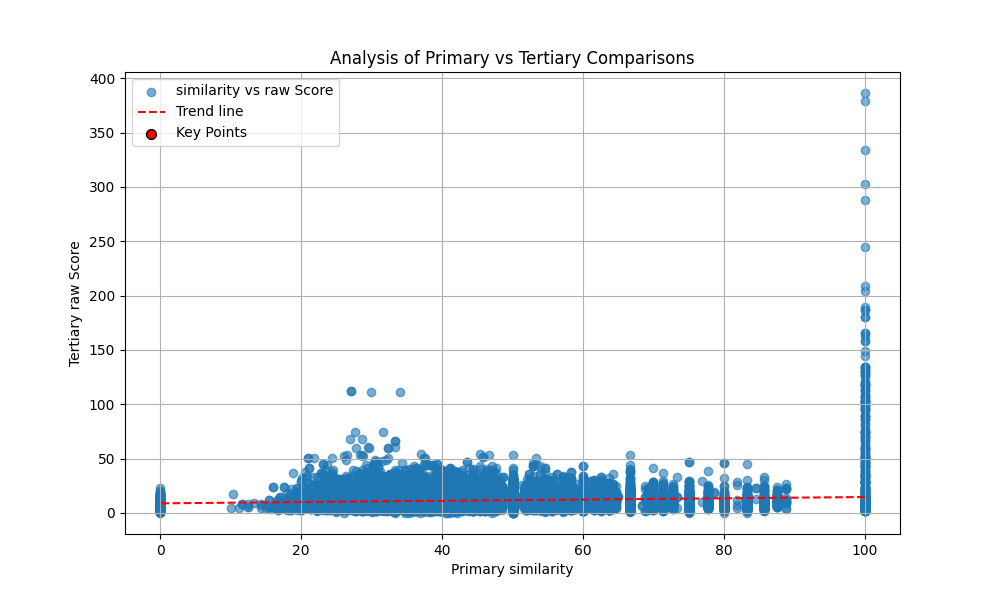 Analysis of Primary vs Tertiary Comparisons
similarity vs raw Score
Trend line
Key Points
400
350
300
250
200
150
100
50
0
Tertiary raw Score
0 20 40 60 80 100
Primary similarity